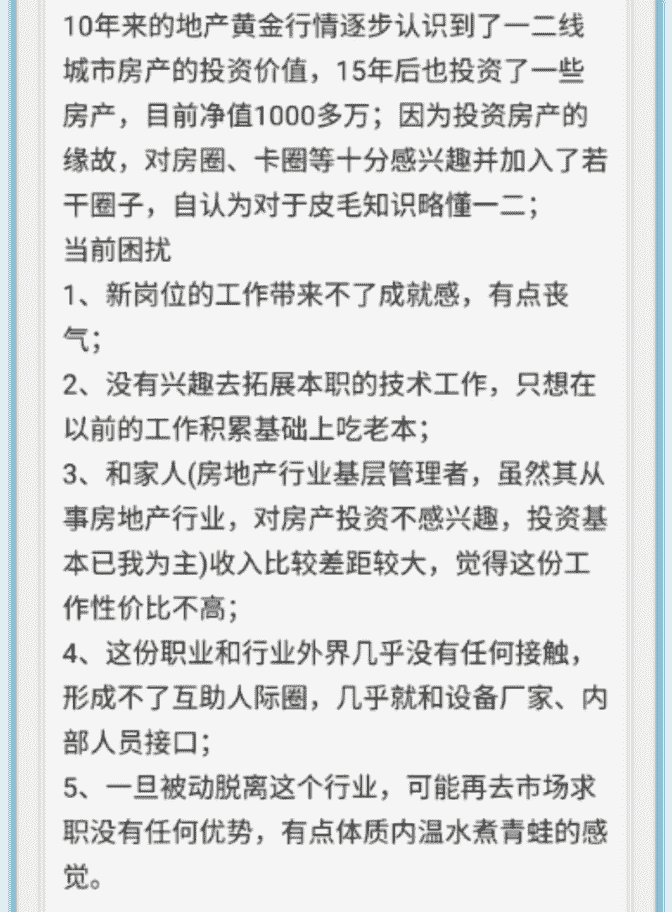 10年来的地产黄金行情逐步认识到了一二线
城市房产的投资价值，15年后也投资了一些
房产，目前净值1000多万；因为投资房产的
缘故，对房圈、卡圈等十分感兴趣并加入了若
干圈子，自认为对于皮毛知识略懂一二；
当前困扰
1、新岗位的工作带来不了成就感，有点丧
气；
2、没有兴趣去拓展本职的技术工作，只想在
以前的工作积累基础上吃老本；
3、和家人(房地产行业基层管理者，虽然其从
事房地产行业，对房产投资不感兴趣，投资基
本已我为主)收入比较差距较大，觉得这份工
作性价比不高；
4、这份职业和行业外界几乎没有任何接触，
形成不了互助人际圈，几乎就和设备厂家、内
部人员接口；
5、一旦被动脱离这个行业，可能再去市场求
职没有任何优势，有点体质内温水煮青蛙的感
觉。